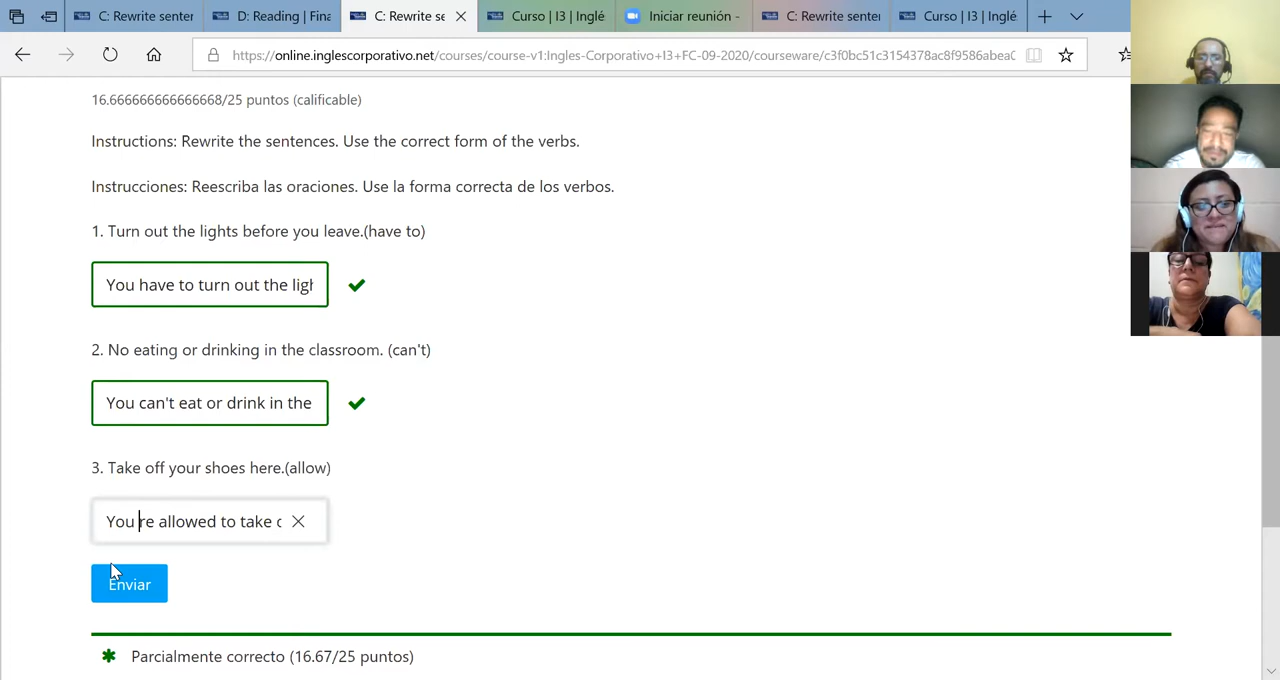 C: Rewrite senter
D: Reading | Fina
C: Rewrite se
Curso | I3 | Inglé
Iniciar reunión -
C: Rewrite senter
Curso | I3 | Inglés
https://online.inglescorporativo.net/courses/course-v1:Ingles-Corporativo+I3+FC-09-2020/courseware/c3f0bc51c3154378ac8f9586abea0
16.666666666666668/25 puntos (calificable)
Instructions: Rewrite the sentences. Use the correct form of the verbs.
Instrucciones: Reescriba las oraciones. Use la forma correcta de los verbos.
1. Turn out the lights before you leave.(have to)
You have to turn out the ligh
2. No eating or drinking in the classroom. (can't)
You can't eat or drink in the
3. Take off your shoes here.(allow)
You re allowed to take o
Enviar
Parcialmente correcto (16.67/25 puntos)